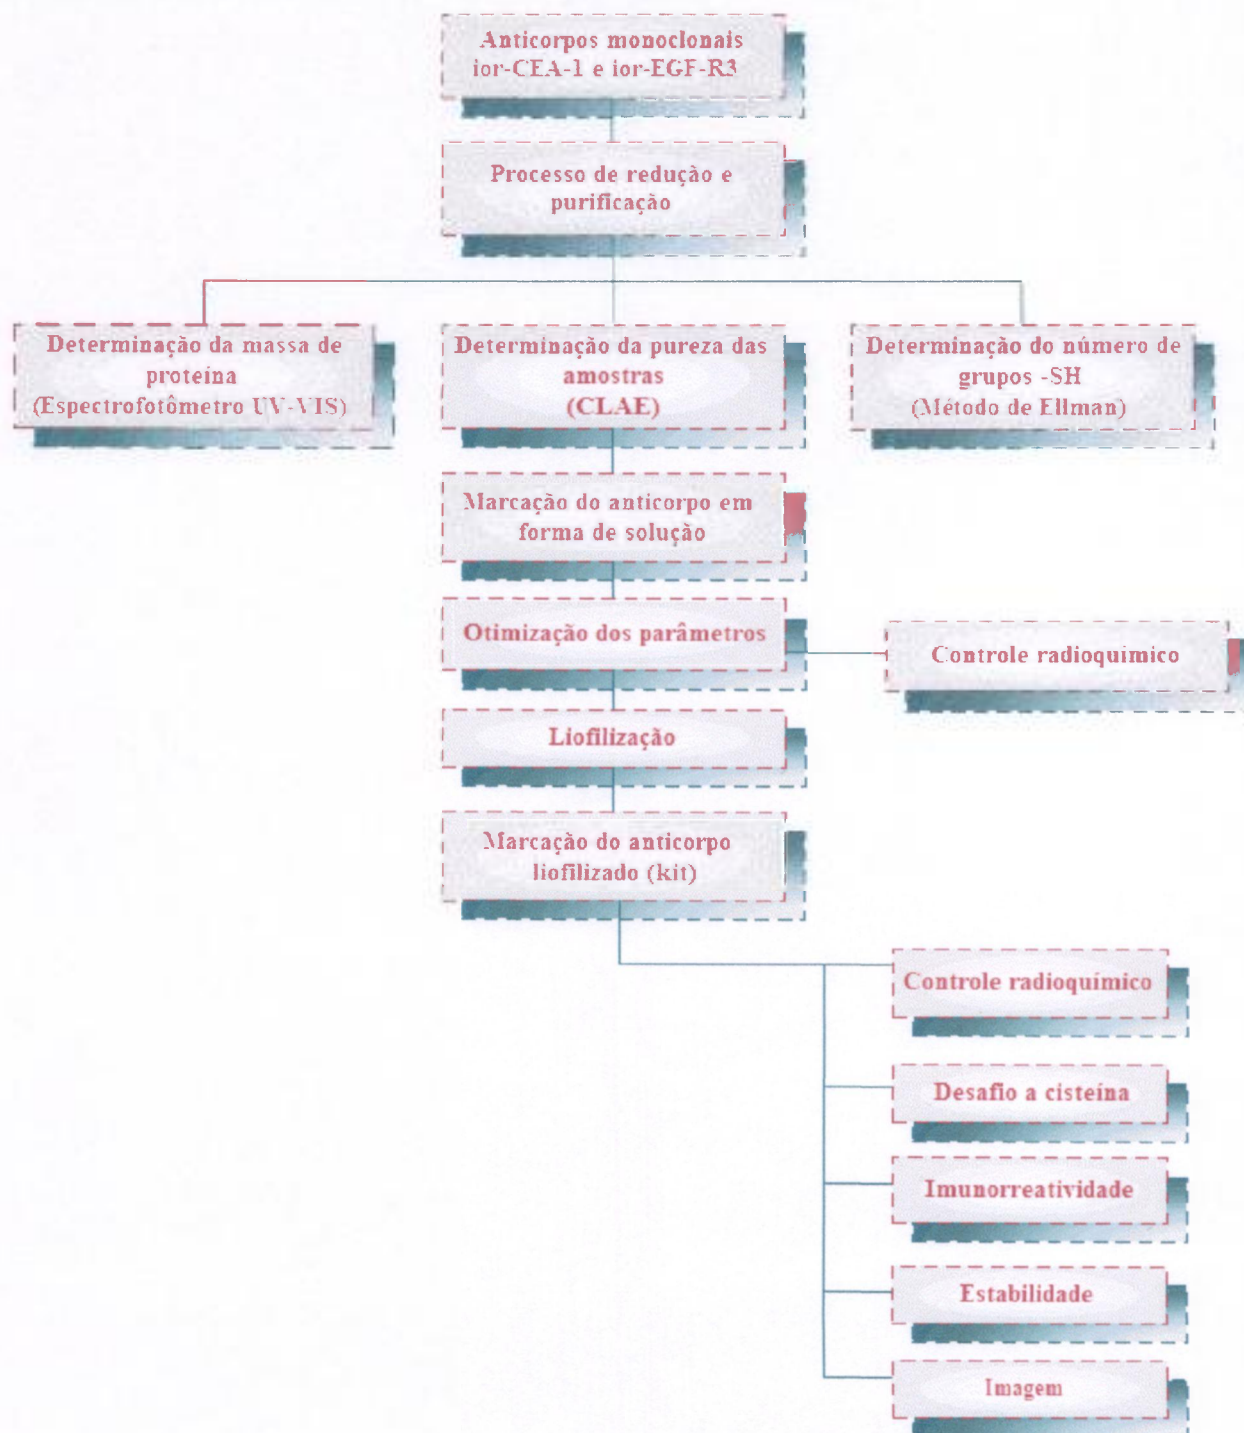 Anticorpos monoclonais
ior-CEA-1 e ior-EGF-R3
Processo de redução e
purificação
Determinação da massa de
proteína
(Espectrofotômetro UV-VIS)
Determinação da pureza das
amostras
(CLAE)
Determinação do número de
grupos -SH
(Método de Ellman)
Marcação do anticorpo em
forma de solução
Otimização dos parâmetros
Controle radioquímico
Liofilização
Marcação do anticorpo
liofilizado (kit)
Controle radioquímico
Desafio a cisteína
Imunorreatividade
Estabilidade
Imagem